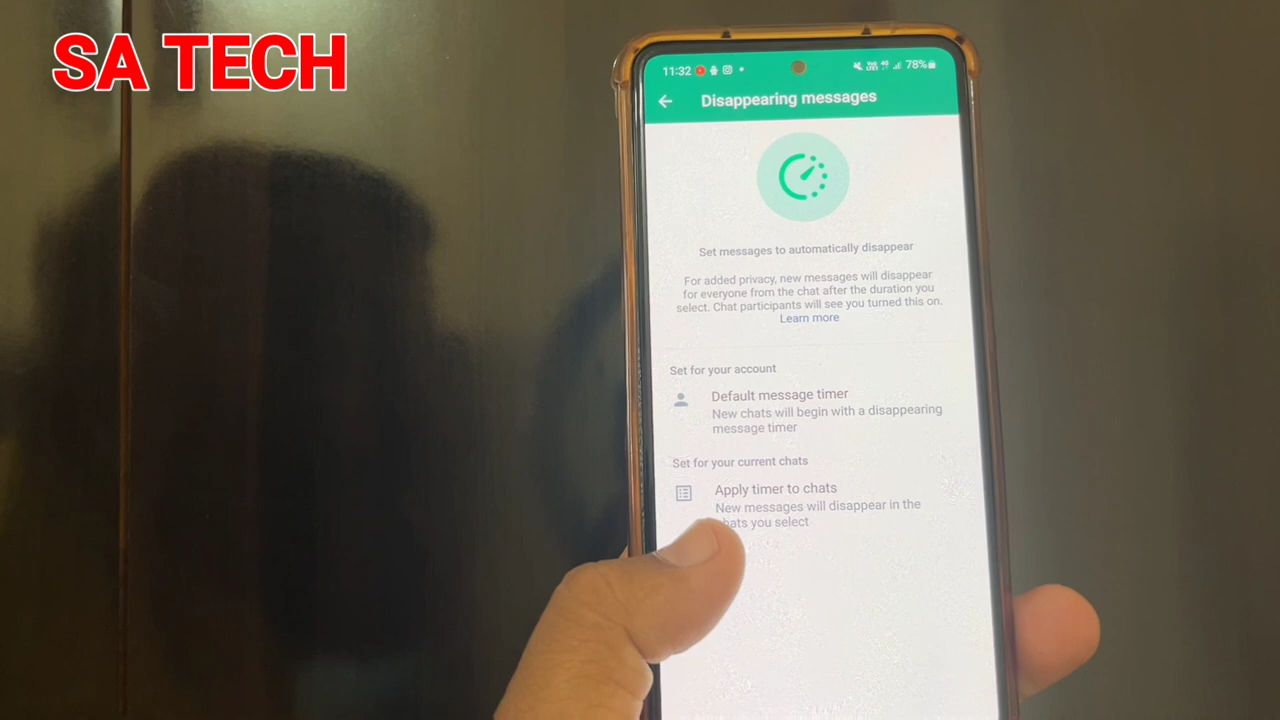 SA TECH
11:32
78%
Disappearing messages
Set messages to automatically disappear
For added privacy, new messages will disappear
for everyone from the chat after the duration you
select. Chat participants will see you turned this on.
Learn more
Set for your account
Default message timer
New chats will begin with a disappearing
message timer
Set for your current chats
Apply timer to chats
New messages will disappear in the
chats you select